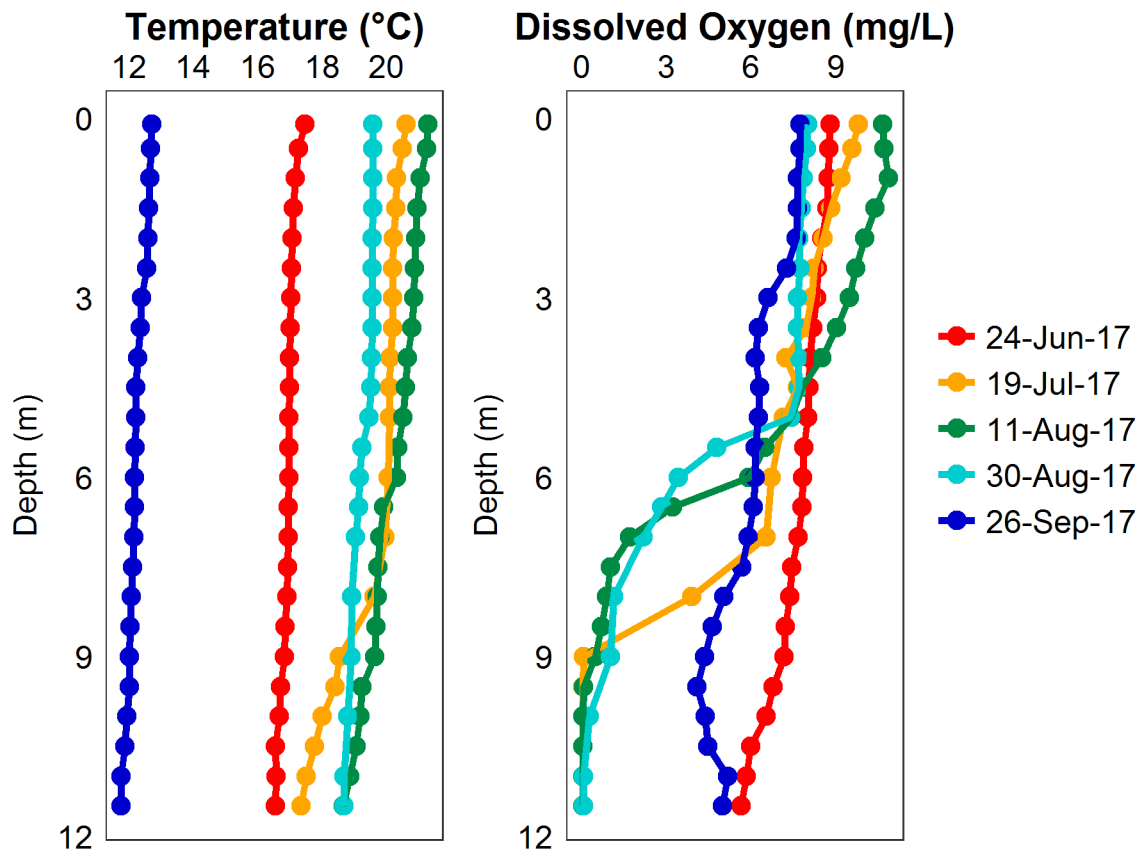 Temperature (°C)
12 14 16 18 20
0
3
6
9
12
Depth (m)
Dissolved Oxygen (mg/L)
0 3 6 9
0
3
6
9
12
Depth (m)
24-Jun-17
19-Jul-17
11-Aug-17
30-Aug-17
26-Sep-17